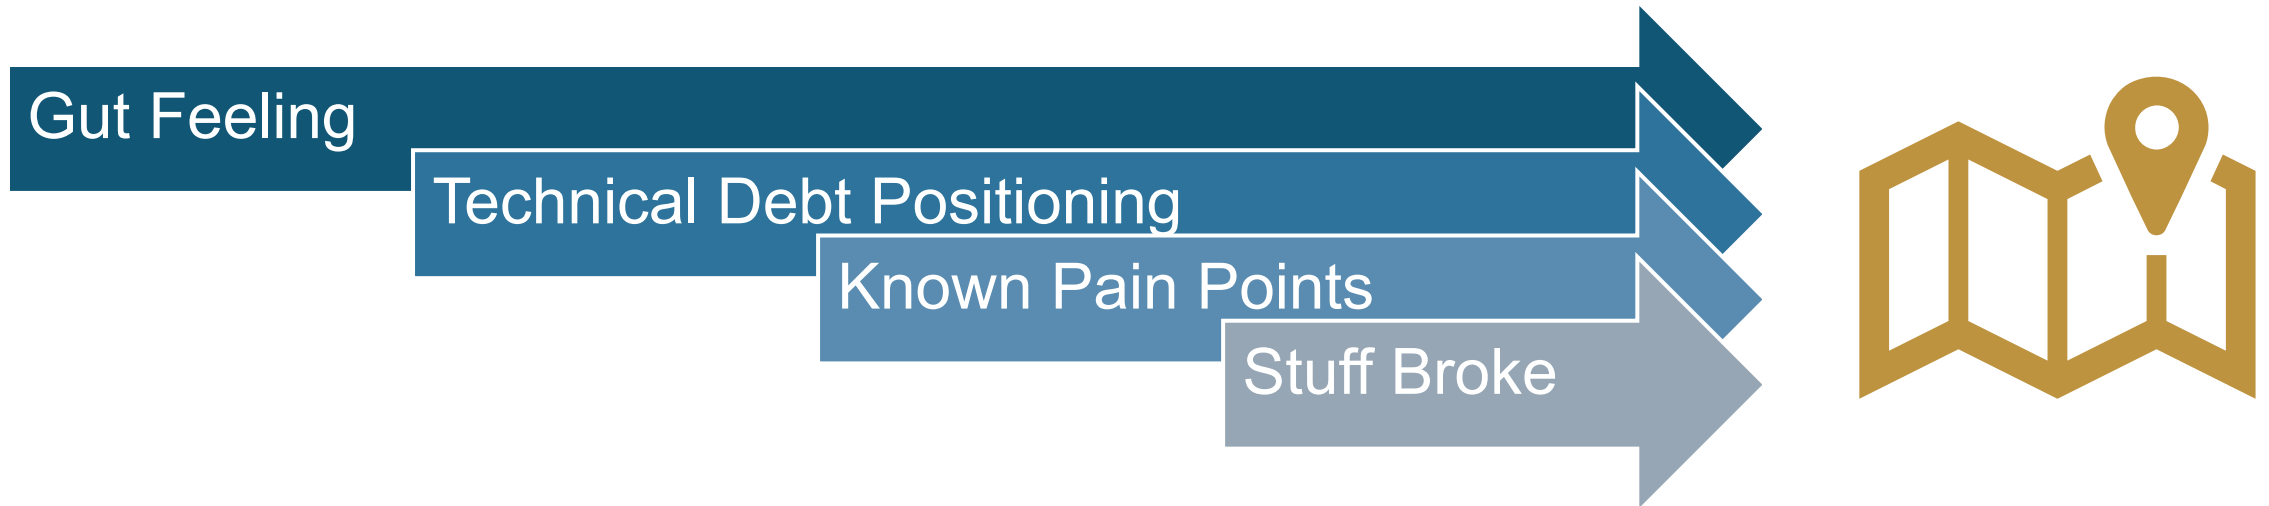 Gut Feeling
Technical Debt Positioning
Known Pain Points
Stuff Broke